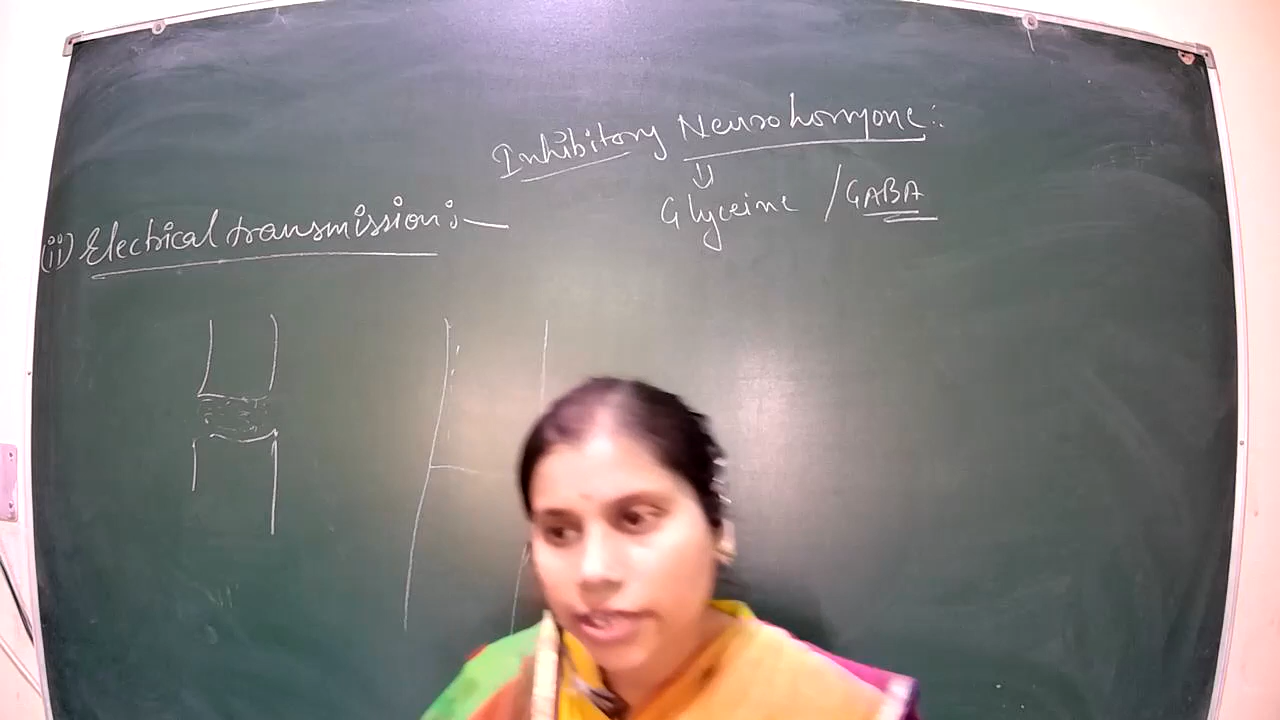 Inhibitory Neurohormone:
Glyceine / GABA
(ii) Electrical transmission:-